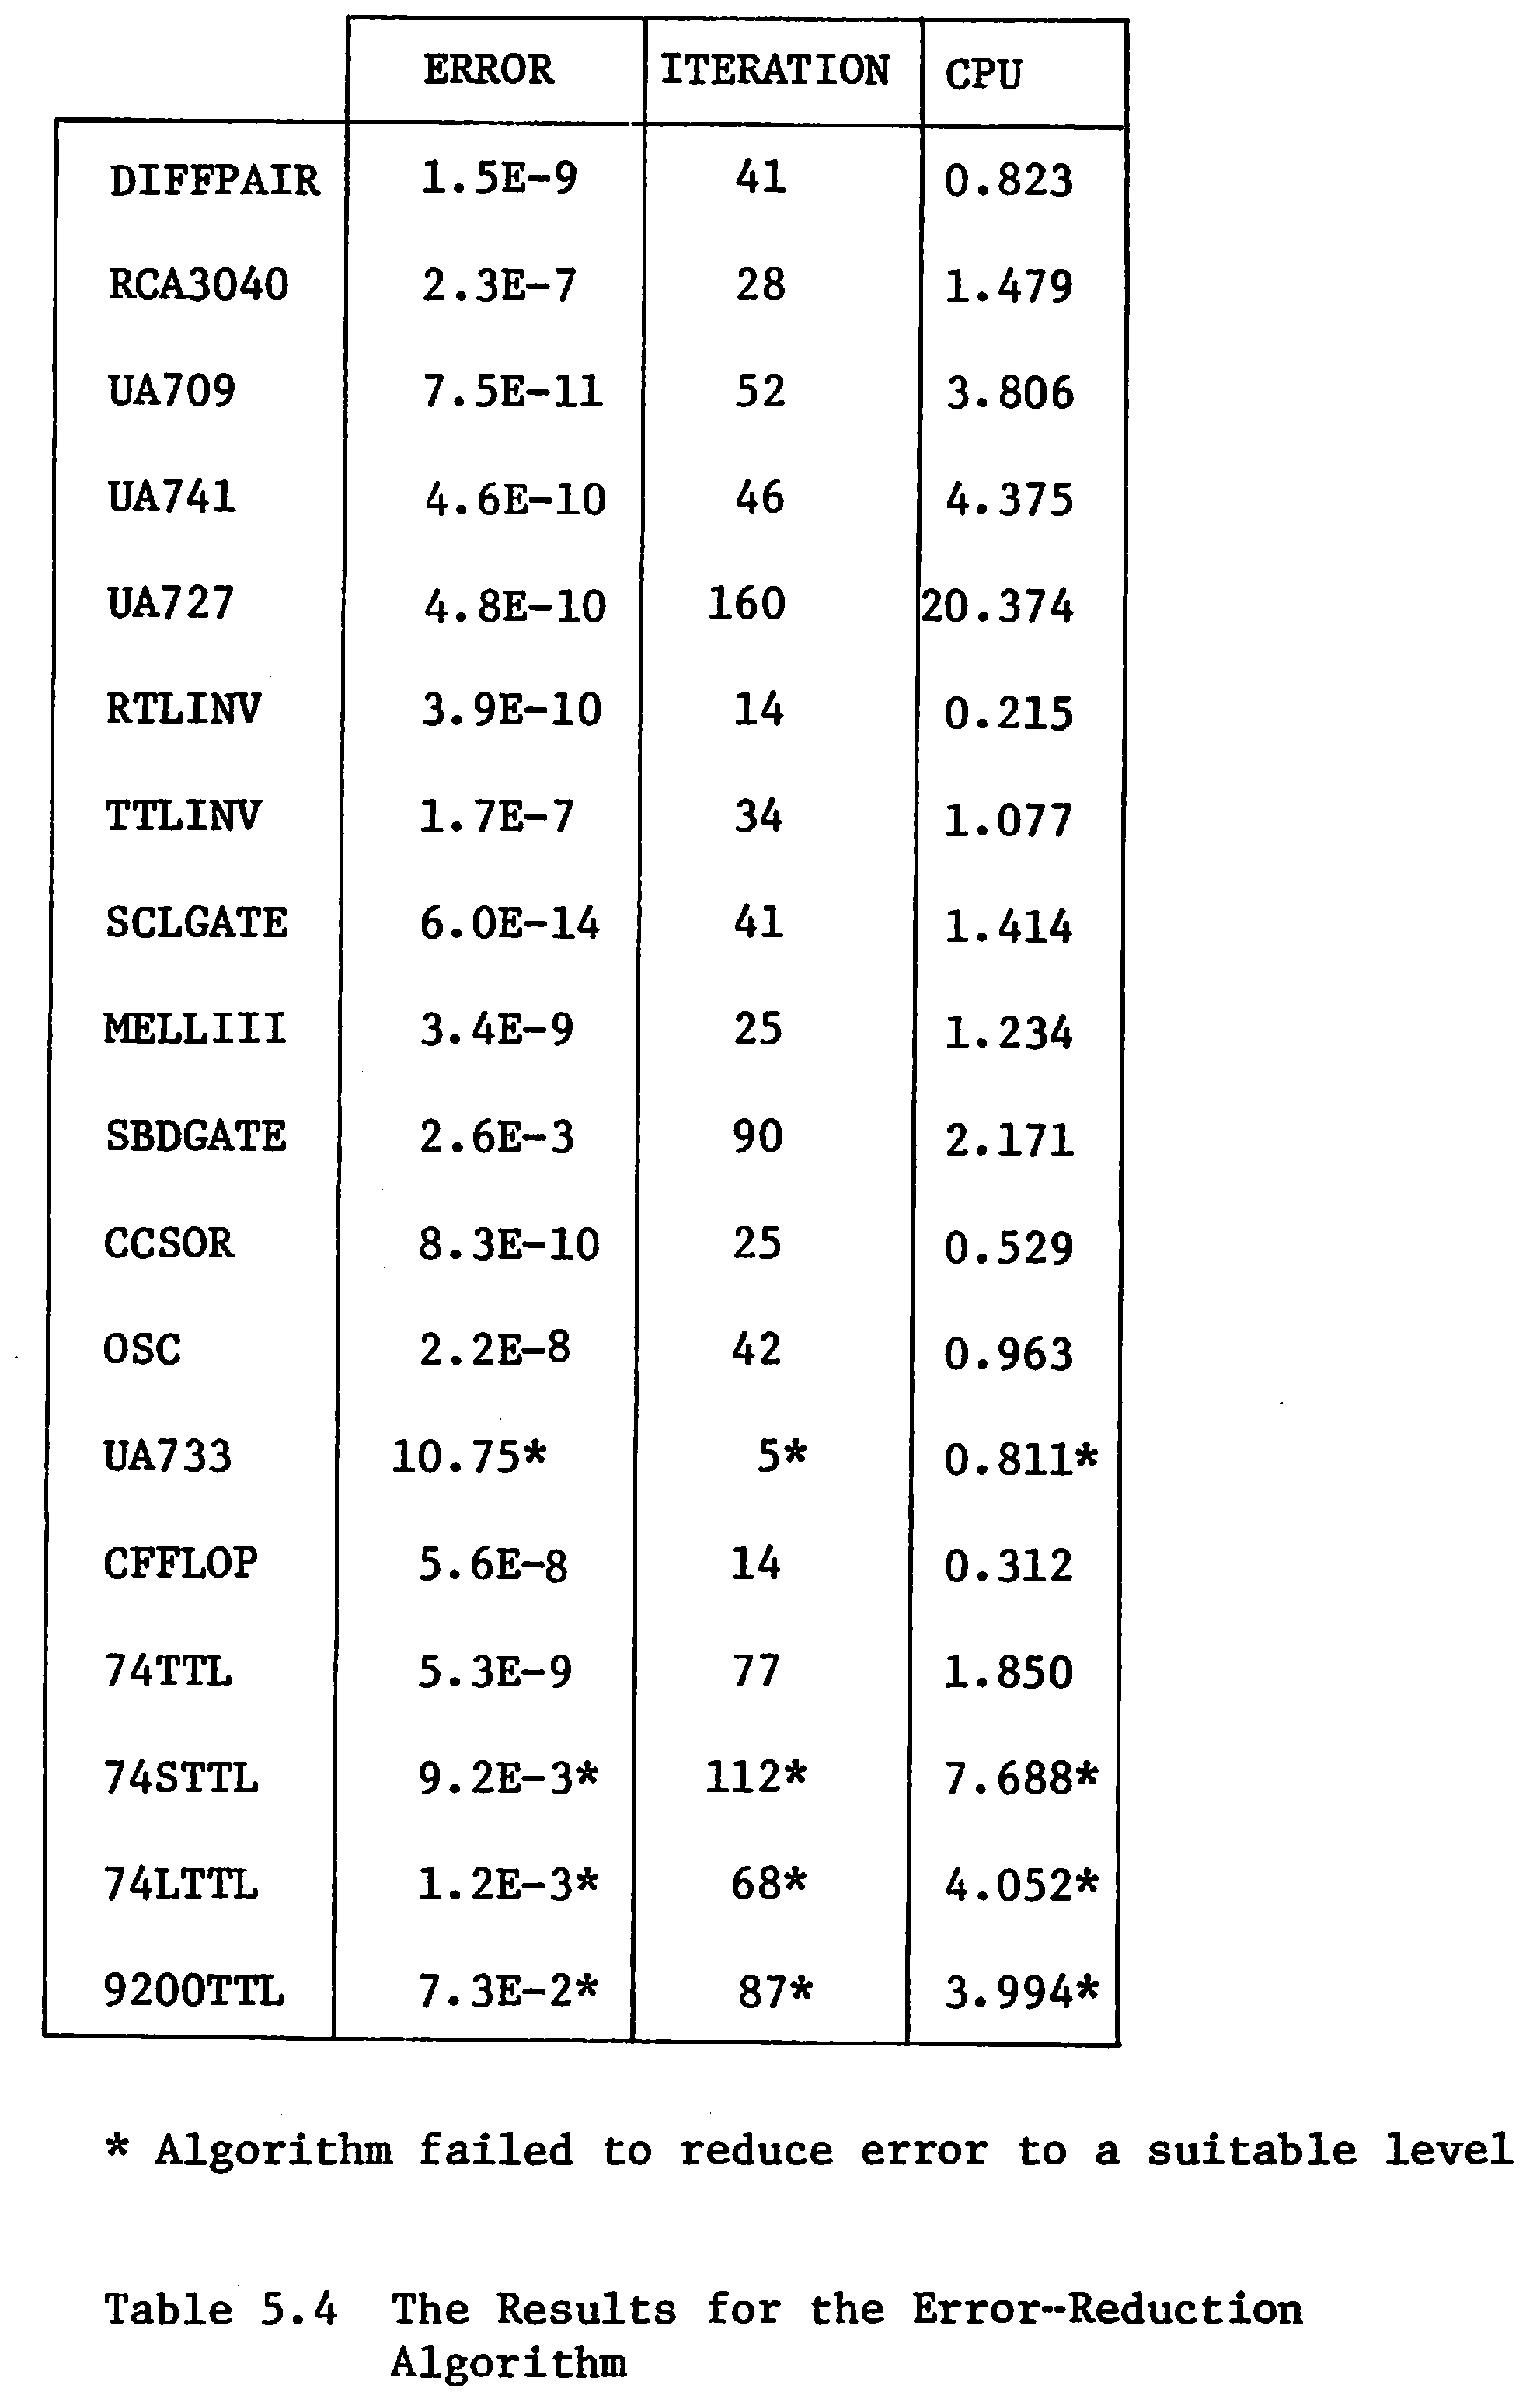 ERROR ITERATION CPU
DIFFPAIR 1.5E-9 41 0.823
RCA3040 2.3E-7 28 1.479
UA709 7.5E-11 52 3.806
UA741 4.6E-10 46 4.375
UA727 4.8E-10 160 20.374
RTLINV 3.9E-10 14 0.215
TTLINV 1.7E-7 34 1.077
SCLGATE 6.0E-14 41 1.414
MELLIII 3.4E-9 25 1.234
SBDGATE 2.6E-3 90 2.171
CCSOR 8.3E-10 25 0.529
OSC 2.2E-8 42 0.963
UA733 10.75* 5* 0.811*
CFFLOP 5.6E-8 14 0.312
74TTL 5.3E-9 77 1.850
74STTL 9.2E-3* 112* 7.688*
74LTTL 1.2E-3* 68* 4.052*
9200TTL 7.3E-2* 87* 3.994*
* Algorithm failed to reduce error to a suitable level
Table 5.4 The Results for the Error--Reduction
Algorithm